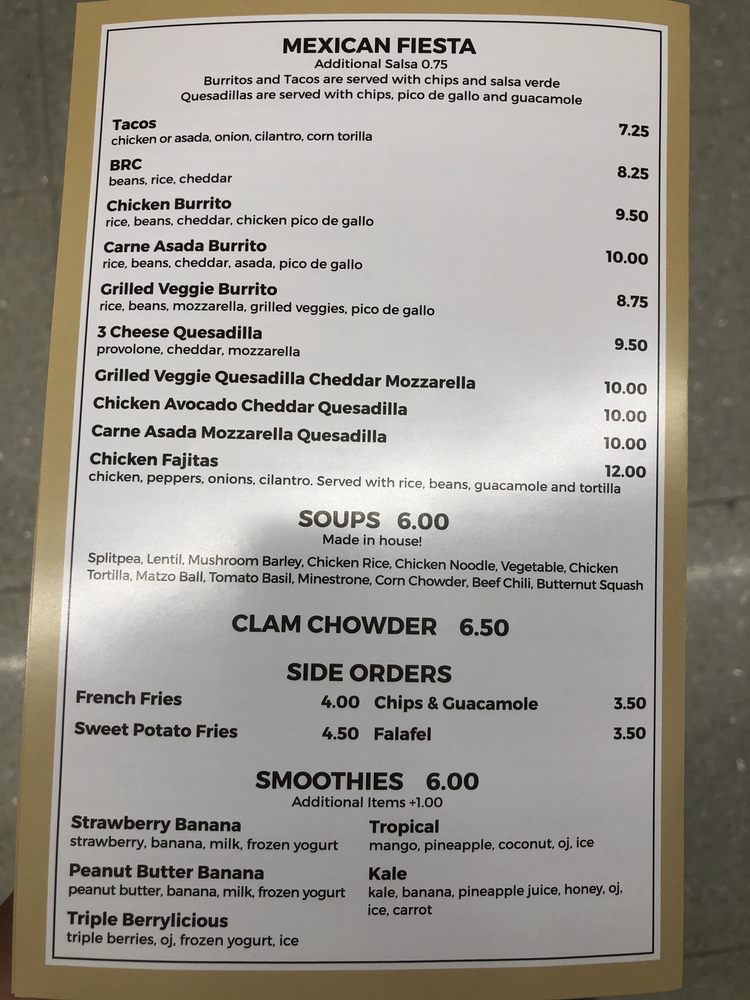 MEXICAN FIESTA
Additional Salsa 0.75
Burritos and Tacos are served with chips and salsa verde
Quesadillas are served with chips, pico de gallo and guacamole
Tacos 7.25
chicken or asada, onion, cilantro, corn torilla
BRC 8.25
beans, rice, cheddar
Chicken Burrito 9.50
rice, beans, cheddar, chicken pico de gallo
Carne Asada Burrito 10.00
rice, beans, cheddar, asada, pico de gallo
Grilled Veggie Burrito 8.75
rice, beans, mozzarella, grilled veggies, pico de gallo
3 Cheese Quesadilla 9.50
provolone, cheddar, mozzarella
Grilled Veggie Quesadilla Cheddar Mozzarella 10.00
Chicken Avocado Cheddar Quesadilla 10.00
Carne Asada Mozzarella Quesadilla 10.00
Chicken Fajitas 12.00
chicken, peppers, onions, cilantro. Served with rice, beans, guacamole and tortilla
SOUPS 6.00
Made in house!
Splitpea, Lentil, Mushroom Barley, Chicken Rice, Chicken Noodle, Vegetable, Chicken
Tortilla, Matzo Ball, Tomato Basil, Minestrone, Corn Chowder, Beef Chili, Butternut Squash
CLAM CHOWDER 6.50
SIDE ORDERS
French Fries 4.00 Chips & Guacamole 3.50
Sweet Potato Fries 4.50 Falafel 3.50
SMOOTHIES 6.00
Additional Items +1.00
Strawberry Banana
strawberry, banana, milk, frozen yogurt
Peanut Butter Banana
peanut butter, banana, milk, frozen yogurt
Triple Berrylicious
triple berries, oj, frozen yogurt, ice
Tropical
mango, pineapple, coconut, oj, ice
Kale
kale, banana, pineapple juice, honey, oj,
ice, carrot